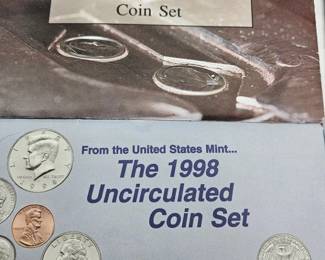 Coin Set
From the United States Mint...
The 1998
Uncirculated
Coin Set